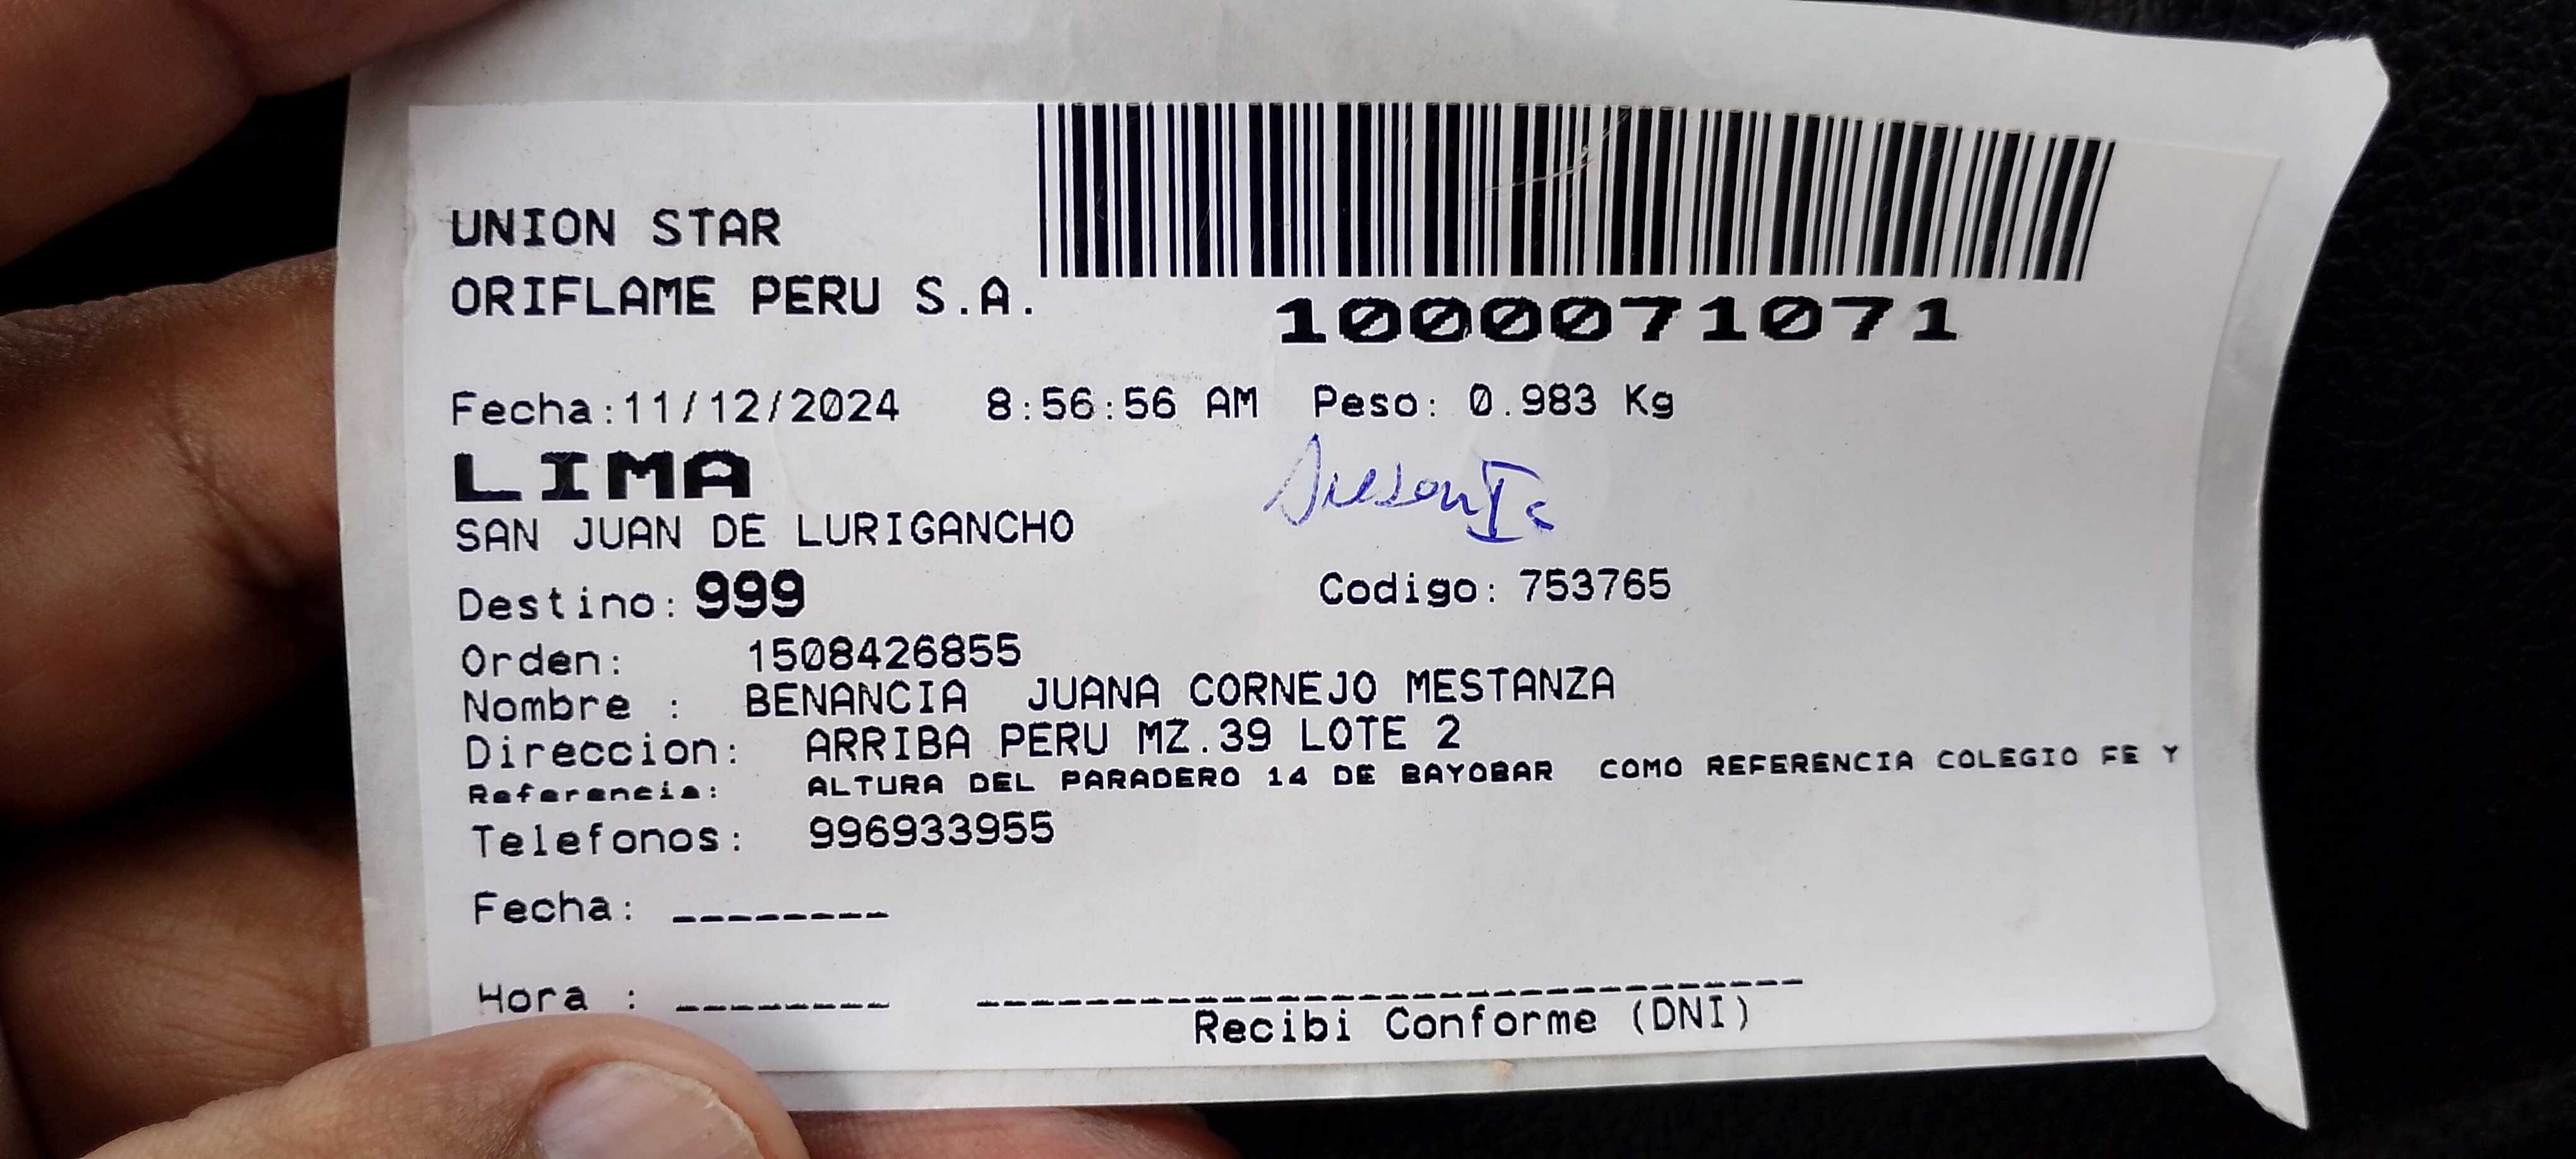 UNION STAR
ORIFLAME PERU S.A.
1000071071
Fecha:11/12/2024 8:56:56 AM Peso: 0.983 Kg
LIMA
SAN JUAN DE LURIGANCHO
Destino: 999 Codigo: 753765
Orden: 1508426855
Nombre : BENANCIA JUANA CORNEJO MESTANZA
Direccion: ARRIBA PERU MZ.39 LOTE 2
Referencia: ALTURA DEL PARADERO 14 DE BAYOBAR COMO REFERENCIA COLEGIO FE Y
Telefonos: 996933955
Fecha: ________
Hora : ________
Recibi Conforme (DNI)